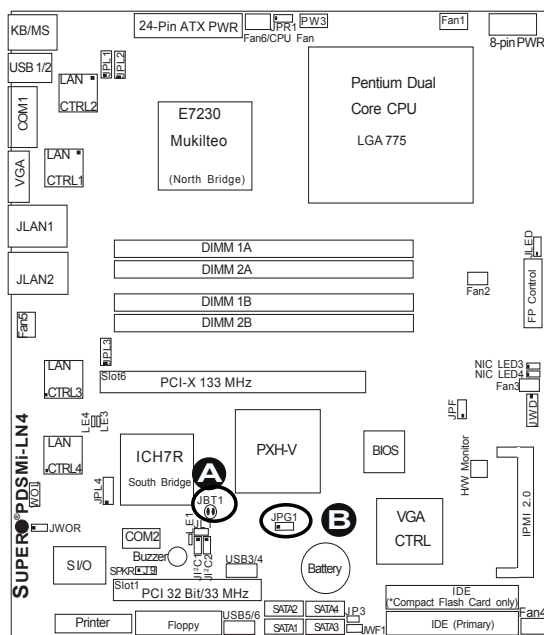 KB/MS
24-Pin ATX PWR
JPR1
PW3
Fan6/CPU Fan
Fan1
8-pin PWR
USB 1/2
JPL1
JPL2
LAN
CTRL2
COM1
E7230
Mukilteo
(North Bridge)
Pentium Dual
Core CPU
LGA 775
VGA
LAN
CTRL1
JLAN1
JLAN2
DIMM 1A
DIMM 2A
DIMM 1B
DIMM 2B
JLED
FP Control
Fan2
Fan5
JPL3
Slot6
PCI-X 133 MHz
NIC LED3
NIC LED4
Fan3
JWD
JPF
LAN
CTRL3
LE4
LE3
LAN
CTRL4
ICH7R
South Bridge
A
JBT1
PXH-V
BIOS
H/W Monitor
IPMI 2.0
WOL
JPL4
JPG1
B
VGA
CTRL
SUPER®PDSMi-LN4
JWOR
COM2
Buzzer
SPKR
J9
JI²C1
JI²C2
USB3/4
Battery
SI/O
Slot1
PCI 32 Bit/33 MHz
IDE
(*Compact Flash Card only)
SATA2
SATA4
JP3
Fan4
Printer
Floppy
USB5/6
SATA1
SATA3
JWF1
IDE (Primary)